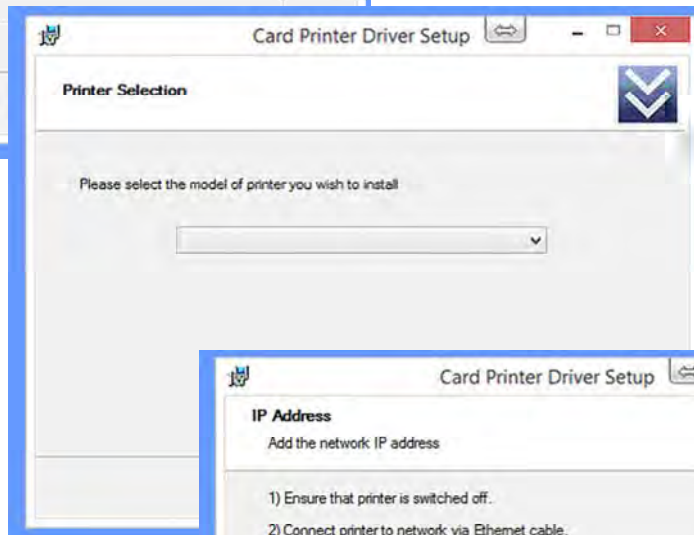 Card Printer Driver Setup
Printer Selection
Please select the model of printer you wish to install
Card Printer Driver Setup
IP Address
Add the network IP address
1) Ensure that printer is switched off.
2) Connect printer to network via Ethernet cable.